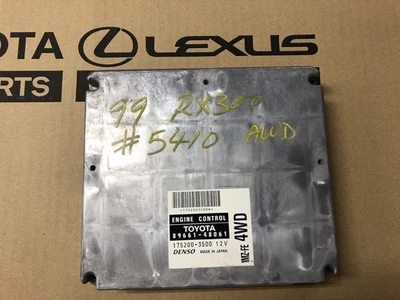 OTA LEXUS
ARTS
99 RX300
#5410 AWD
ENGINE CONTROL
TOYOTA
89661-48061
175200-3500 12V
DENSO MADE IN JAPAN
1MZ-FE 4WD